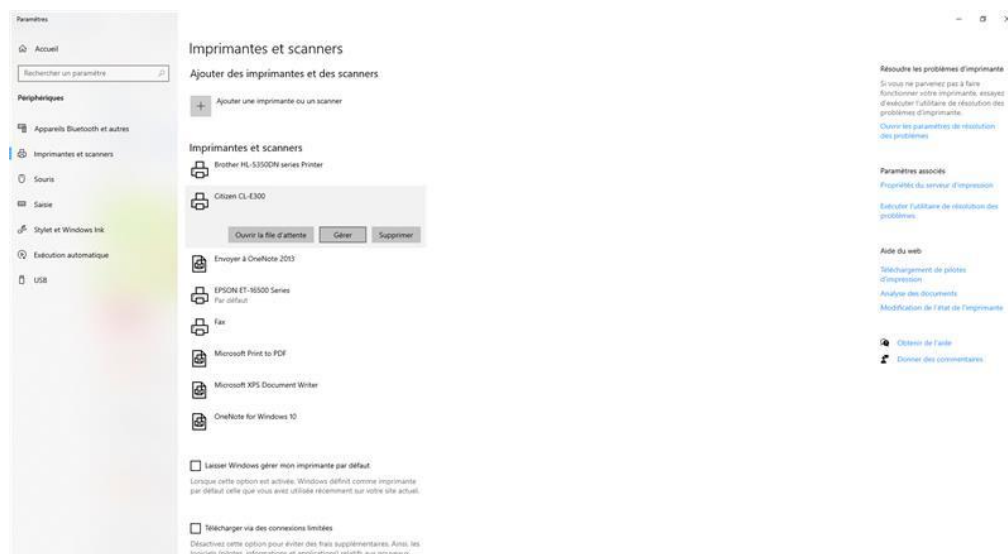 Paramètres
Accueil
Rechercher un paramètre
Périphériques
Appareils Bluetooth et autres
Imprimantes et scanners
Souris
Saisie
Stylet et Windows Ink
Exécution automatique
USB
Imprimantes et scanners
Ajouter des imprimantes et des scanners
Ajouter une imprimante ou un scanner
Imprimantes et scanners
Brother HL-5350DN series Printer
Citizen CL-E300
Ouvrir la file d'attente Gérer Supprimer
Envoyer à OneNote 2013
EPSON ET-16500 Series
Par défaut
Fax
Microsoft Print to PDF
Microsoft XPS Document Writer
OneNote for Windows 10
Laisser Windows gérer mon imprimante par défaut
Lorsque cette option est activée, Windows définit comme imprimante
par défaut celle que vous avez utilisée récemment sur votre site actuel.
Télécharger via des connexions limitées
Désactivez cette option pour éviter des frais supplémentaires. Ainsi, les
logiciels (pilotes, informations et applications) relatifs aux nouveaux
Résoudre les problèmes d'imprimante
Si vous ne parvenez pas à faire
fonctionner votre imprimante, essayez
d'exécuter l'utilitaire de résolution des
problèmes d'imprimante.
Ouvrir les paramètres de résolution
des problèmes
Paramètres associés
Propriétés du serveur d'impression
Exécuter l'utilitaire de résolution des
problèmes
Aide du web
Téléchargement de pilotes
d'impression
Analyse des documents
Modification de l'état de l'imprimante
Obtenir de l'aide
Donner des commentaires